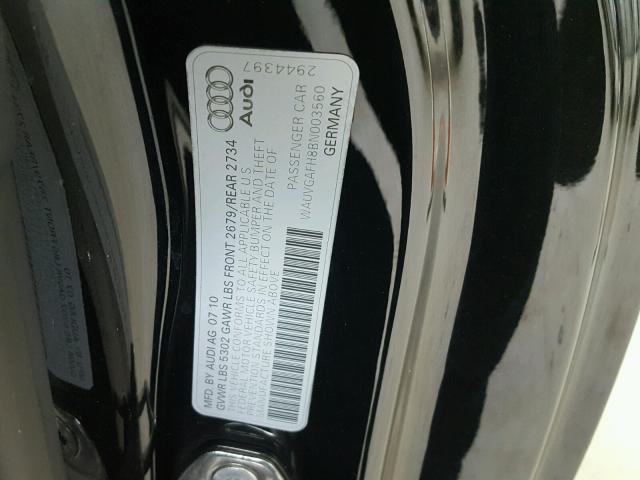 MFD BY AUDI AG 07 10
GVWR LBS 5302 GAWR LBS FRONT 2679/REAR 2734
THIS VEHICLE CONFORMS TO ALL APPLICABLE U S
FEDERAL MOTOR VEHICLE SAFETY, BUMPER AND THEFT
PREVENTION STANDARDS IN EFFECT ON THE DATE OF
MANUFACTURE SHOWN ABOVE
PASSENGER CAR
WAUVGAFH8BN003560
GERMANY
Audi
2944397